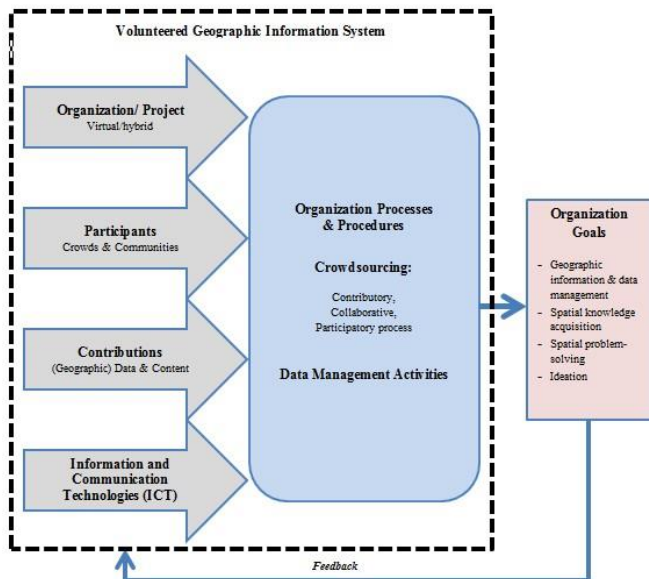 Volunteered Geographic Information System
Organization/ Project
Virtual/hybrid
Participants
Crowds & Communities
Contributions
(Geographic) Data & Content
Information and
Communication
Technologies (ICT)
Organization Processes
& Procedures
Crowdsourcing:
Contributory,
Collaborative,
Participatory process
Data Management Activities
Organization
Goals
- Geographic
information & data
management
- Spatial knowledge
acquisition
- Spatial problem-
solving
- Ideation
Feedback